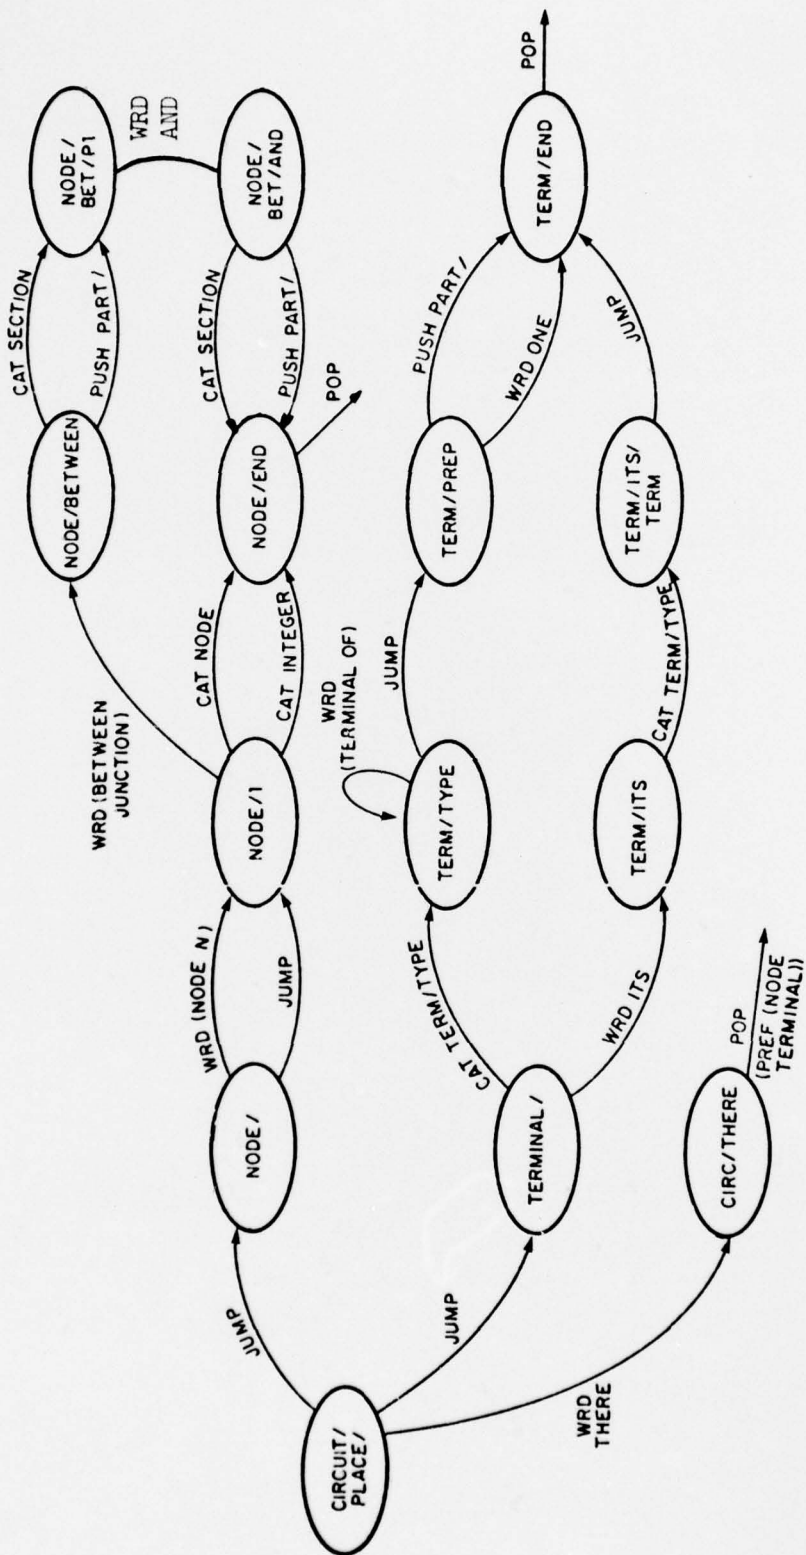 CIRCUIT/
PLACE/
JUMP
JUMP
WRD
THERE
NODE/
WRD (NODE N)
JUMP
NODE/1
WRD (BETWEEN
JUNCTION)
NODE/BETWEEN
CAT SECTION
PUSH PART/
NODE/
BET/P1
WRD
AND
NODE/
BET/AND
CAT SECTION
PUSH PART/
CAT NODE
CAT INTEGER
NODE/END
POP
TERMINAL/
CAT TERM/TYPE
WRD ITS
TERM/TYPE
WRD
(TERMINAL OF)
JUMP
TERM/PREP
PUSH PART/
WRD ONE
TERM/ITS
CAT TERM/TYPE
TERM/ITS/
TERM
JUMP
TERM/END
POP
CIRC/THERE
POP
(PREF (NODE
TERMINAL))